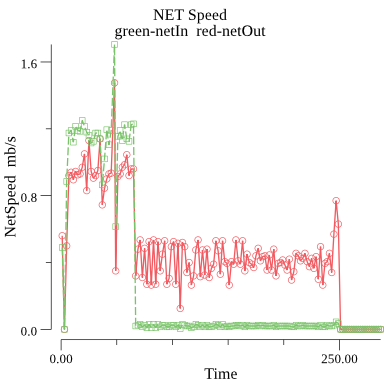 NET Speed
green-netIn red-netOut
1.6
0.8
0.0
NetSpeed mb/s
0.00
250.00
Time